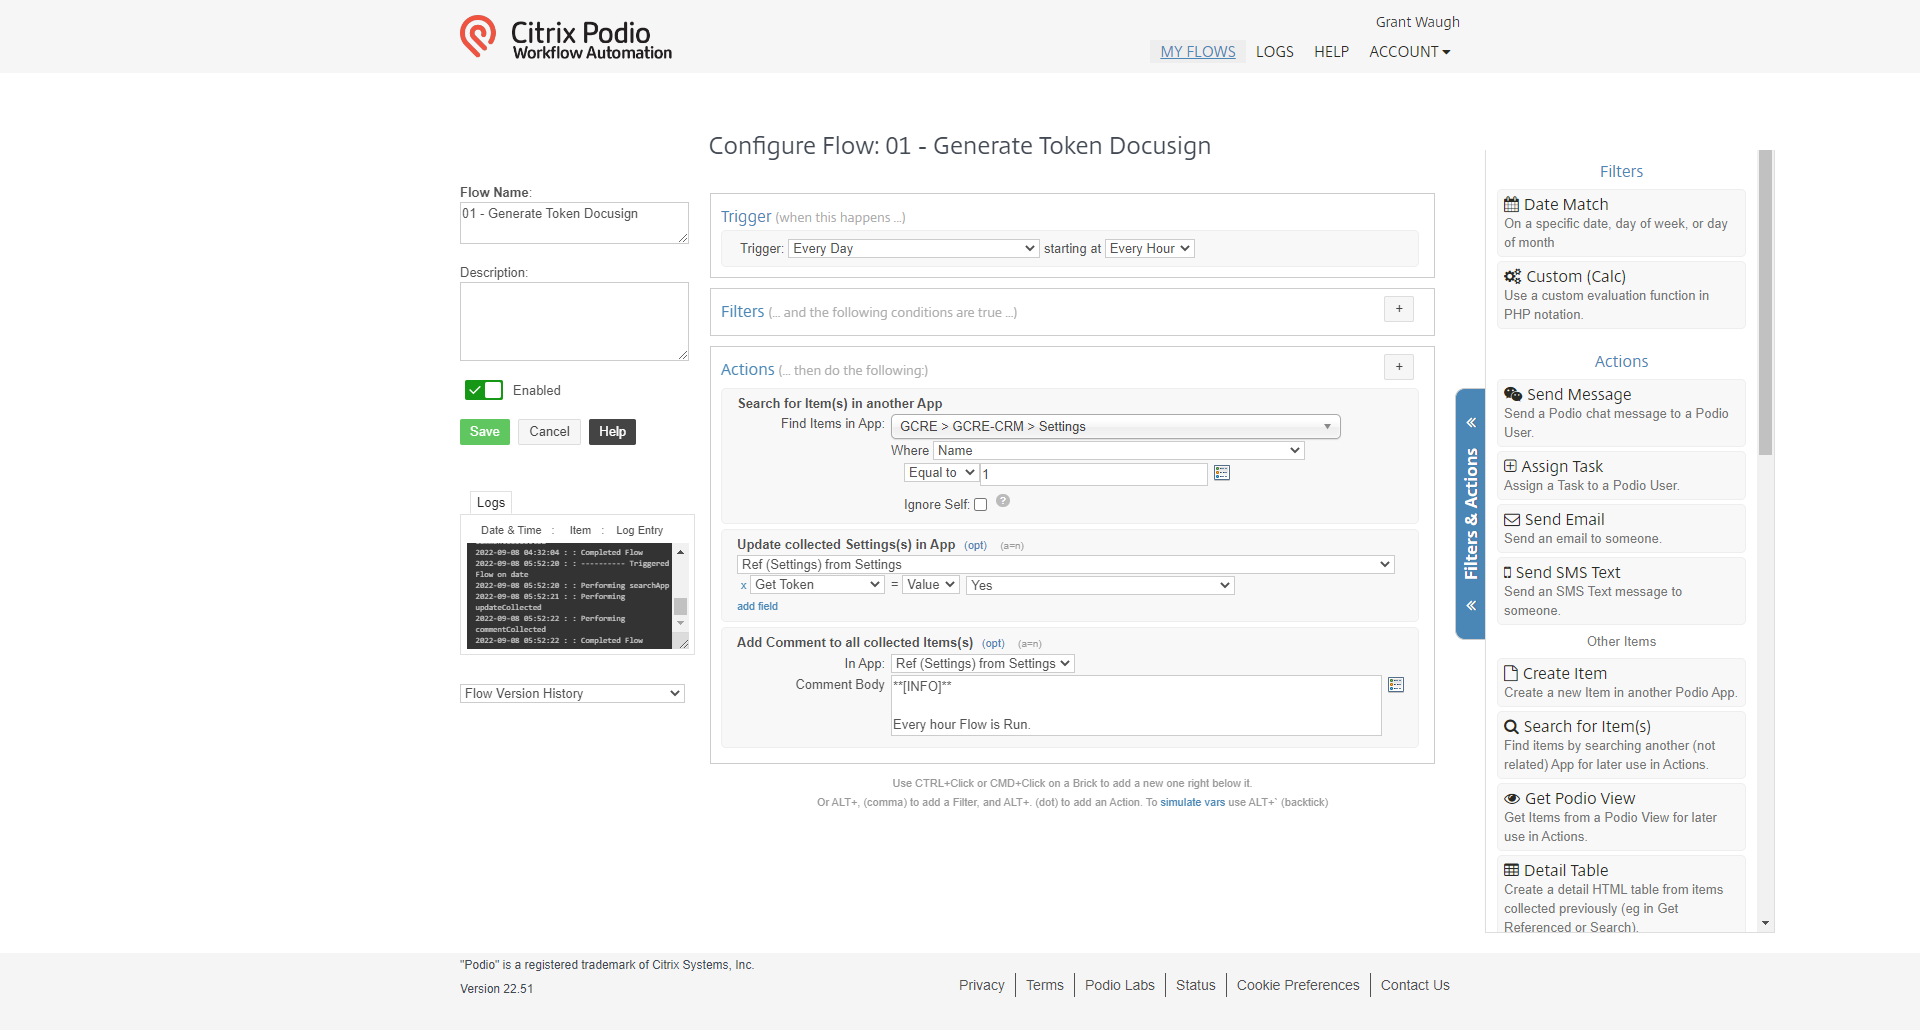 Citrix Podio
Workflow Automation
Grant Waugh
MY FLOWS LOGS HELP ACCOUNT
Configure Flow: 01 - Generate Token Docusign
Flow Name:
01 - Generate Token Docusign
Description:
Enabled
Save Cancel Help
Logs
Date & Time : Item : Log Entry
2022-09-08 04:32:04 : : Completed Flow
2022-09-08 05:52:20 : : ---------- Triggered
Flow on date
2022-09-08 05:52:20 : : Performing searchApp
2022-09-08 05:52:21 : : Performing
updateCollected
2022-09-08 05:52:22 : : Performing
commentCollected
2022-09-08 05:52:22 : : Completed Flow
Flow Version History
Trigger (when this happens ...)
Trigger: Every Day starting at Every Hour
Filters (... and the following conditions are true ...)
+
Actions (... then do the following:)
+
Search for Item(s) in another App
Find Items in App: GCRE > GCRE-CRM > Settings
Where Name
Equal to 1
Ignore Self: ?
Update collected Settings(s) in App (opt) (a=n)
Ref (Settings) from Settings
x Get Token = Value Yes
add field
Add Comment to all collected Items(s) (opt) (a=n)
In App: Ref (Settings) from Settings
Comment Body **[INFO]**
Every hour Flow is Run.
Use CTRL+Click or CMD+Click on a Brick to add a new one right below it.
Or ALT+, (comma) to add a Filter, and ALT+. (dot) to add an Action. To simulate vars use ALT+` (backtick)
« Filters & Actions «
Filters
Date Match
On a specific date, day of week, or day
of month
Custom (Calc)
Use a custom evaluation function in
PHP notation.
Actions
Send Message
Send a Podio chat message to a Podio
User.
Assign Task
Assign a Task to a Podio User.
Send Email
Send an email to someone.
Send SMS Text
Send an SMS Text message to
someone.
Other Items
Create Item
Create a new Item in another Podio App.
Search for Item(s)
Find items by searching another (not
related) App for later use in Actions.
Get Podio View
Get Items from a Podio View for later
use in Actions.
Detail Table
Create a detail HTML table from items
collected previously (eg in Get
Referenced or Search).
"Podio" is a registered trademark of Citrix Systems, Inc.
Version 22.51
Privacy Terms Podio Labs Status Cookie Preferences Contact Us